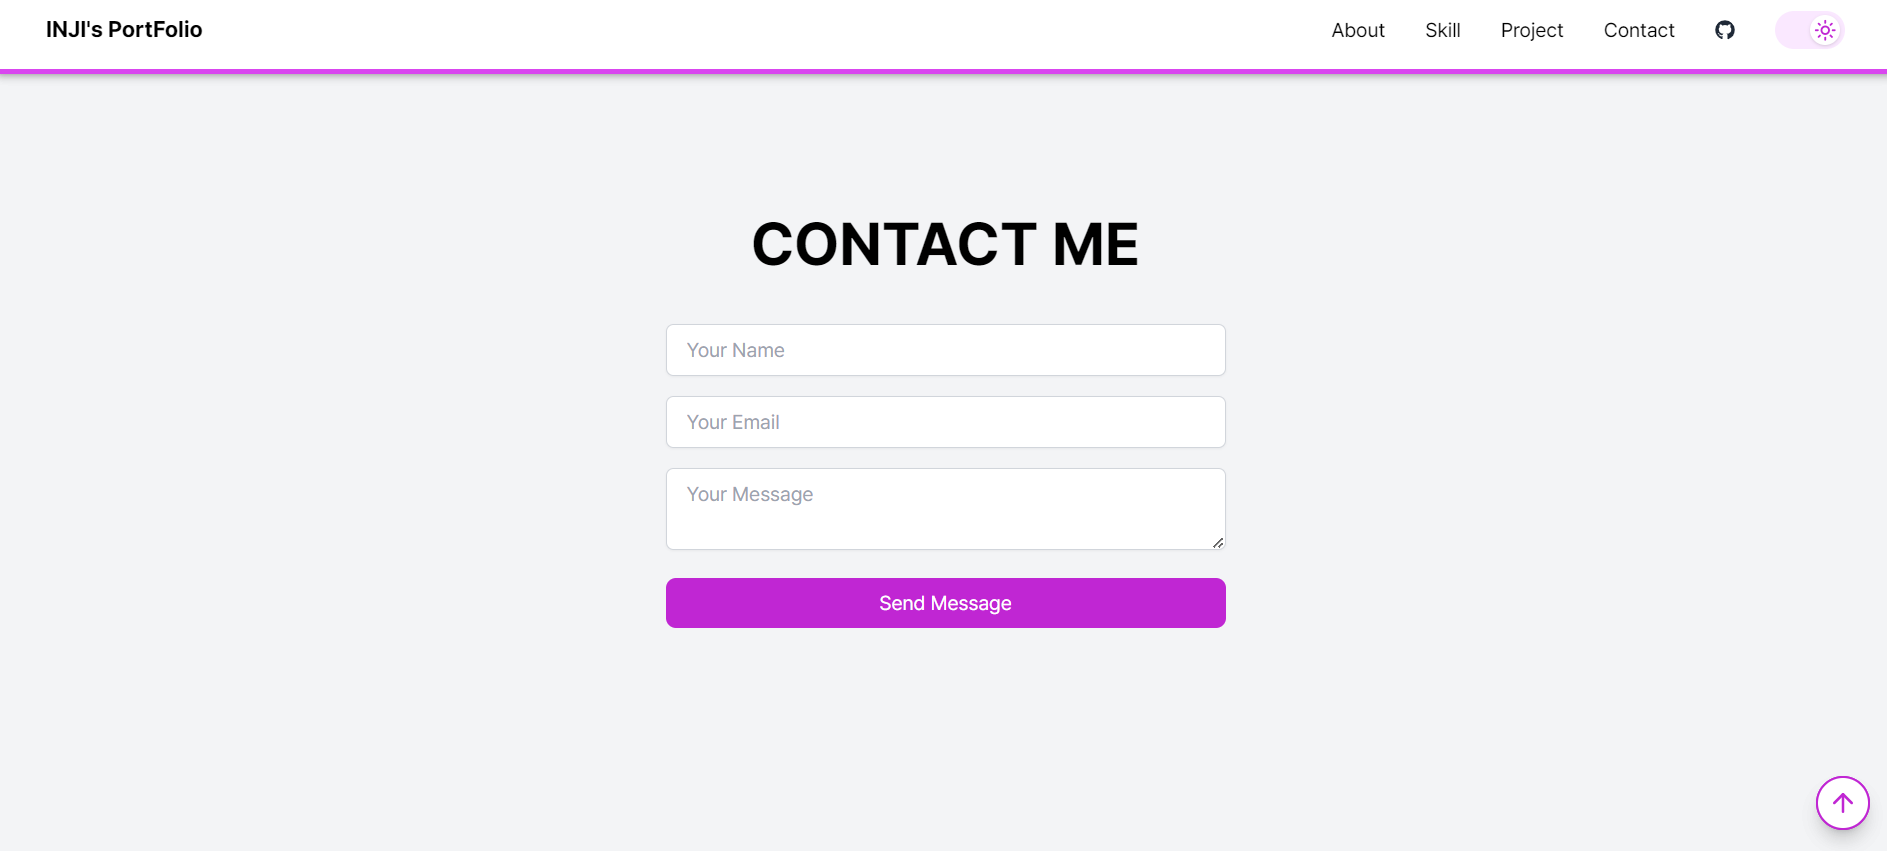 INJI's PortFolio
About Skill Project Contact
CONTACT ME
Your Name
Your Email
Your Message
Send Message